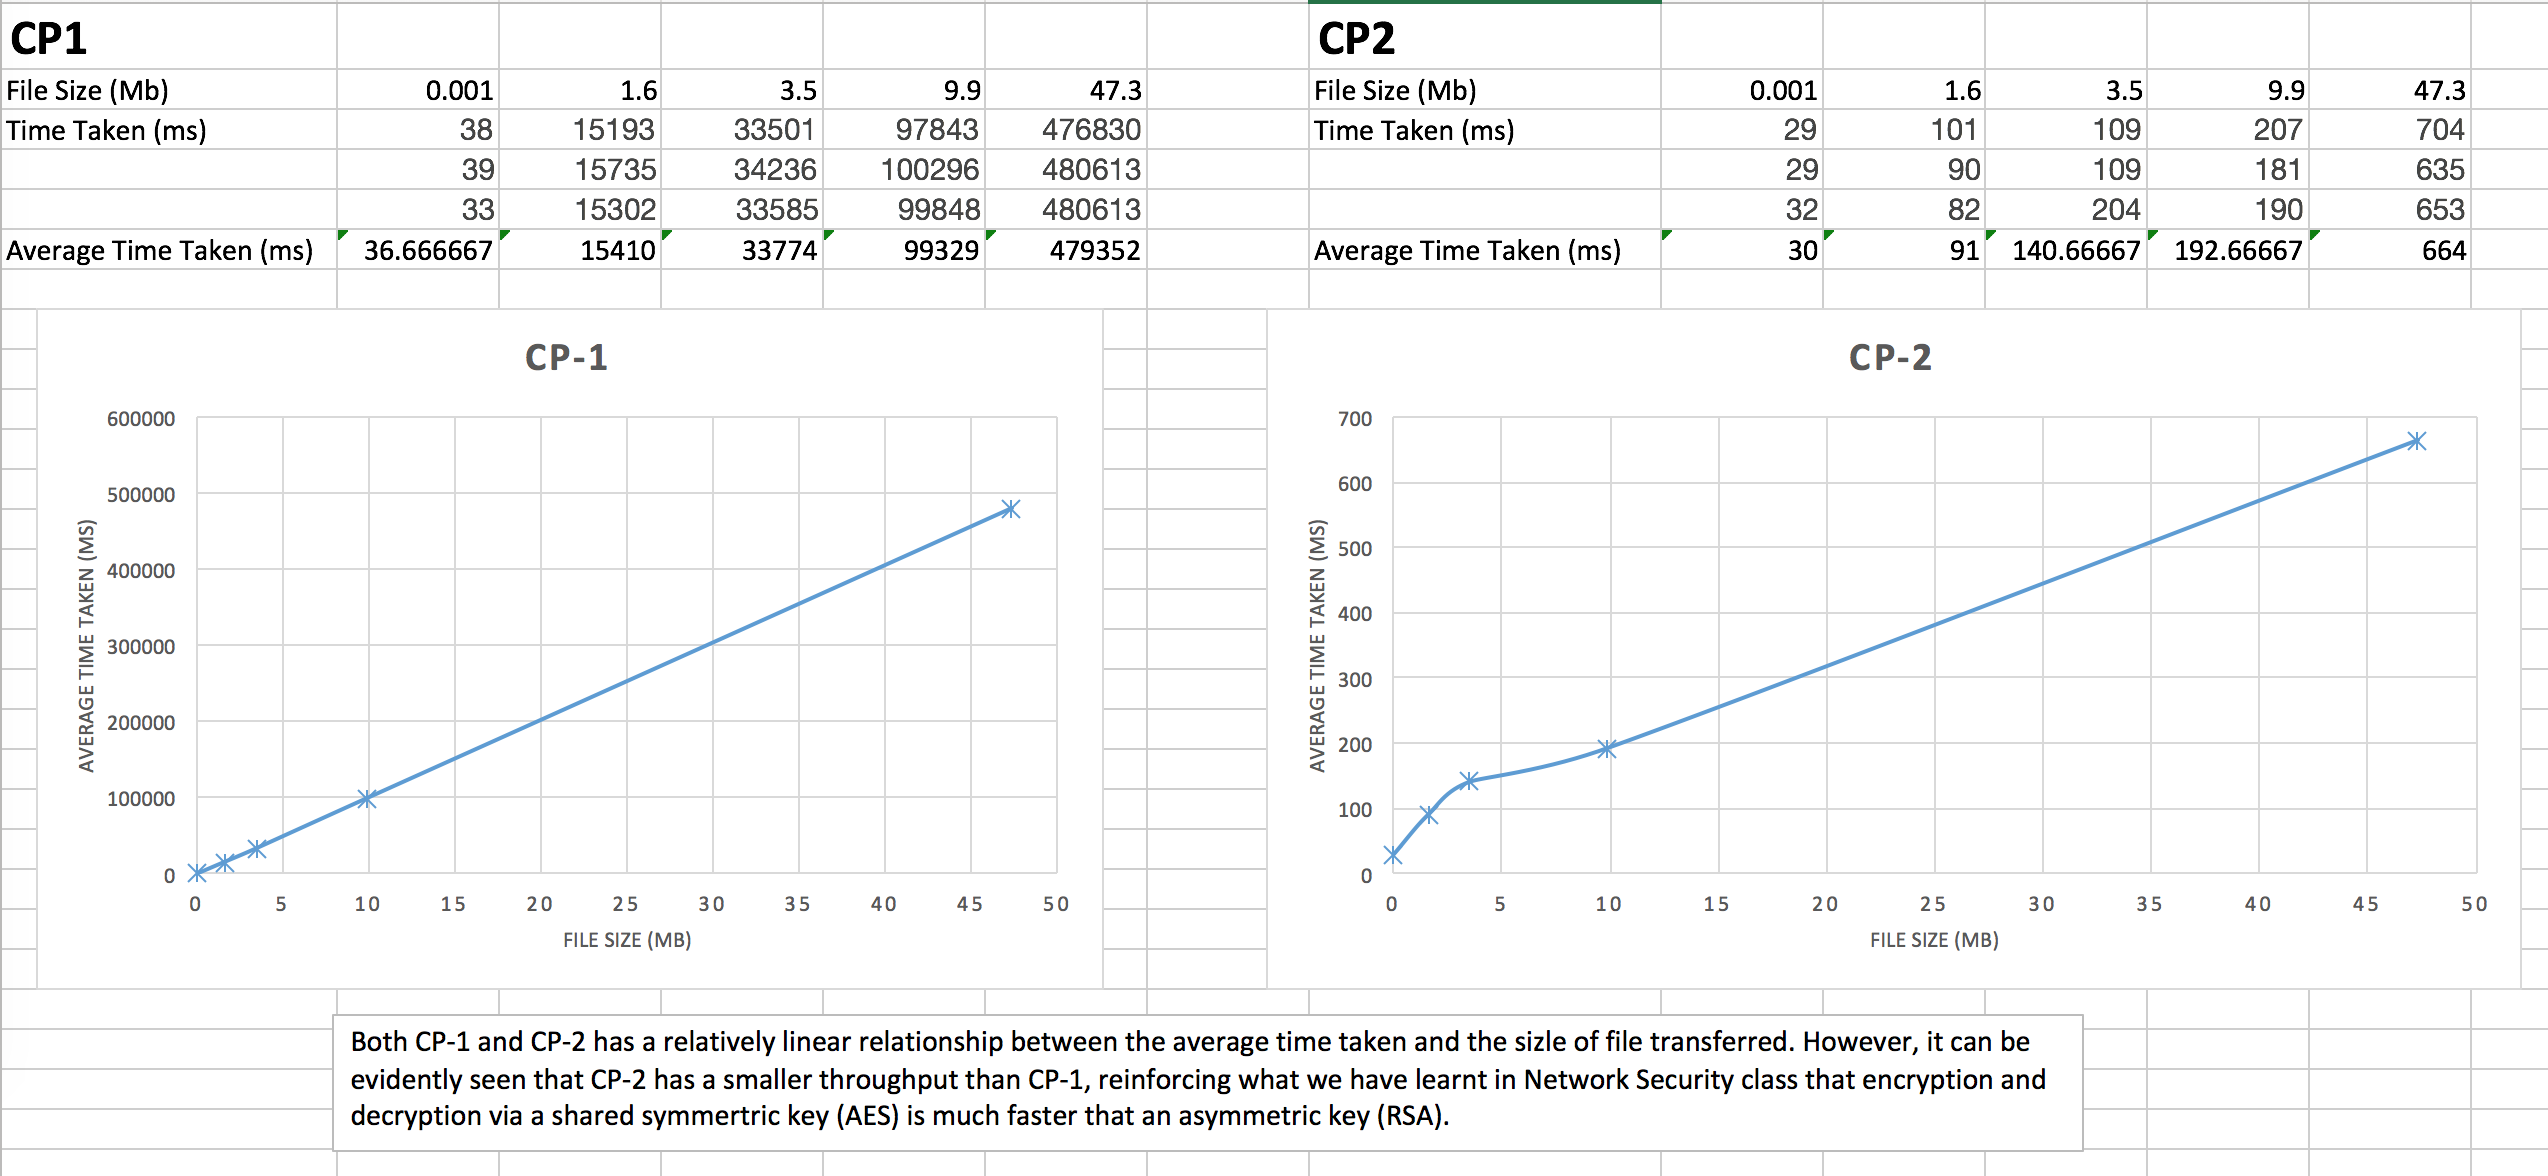 CP1 CP2
File Size (Mb) 0.001 1.6 3.5 9.9 47.3 File Size (Mb) 0.001 1.6 3.5 9.9 47.3
Time Taken (ms) 38 15193 33501 97843 476830 Time Taken (ms) 29 101 109 207 704
39 15735 34236 100296 480613 29 90 109 181 635
33 15302 33585 99848 480613 32 82 204 190 653
Average Time Taken (ms) 36.666667 15410 33774 99329 479352 Average Time Taken (ms) 30 91 140.66667 192.66667 664
CP-1
600000
500000
400000
300000
200000
100000
0
AVERAGE TIME TAKEN (MS)
0 5 10 15 20 25 30 35 40 45 50
FILE SIZE (MB)
CP-2
700
600
500
400
300
200
100
0
AVERAGE TIME TAKEN (MS)
0 5 10 15 20 25 30 35 40 45 50
FILE SIZE (MB)
Both CP-1 and CP-2 has a relatively linear relationship between the average time taken and the sizle of file transferred. However, it can be
evidently seen that CP-2 has a smaller throughput than CP-1, reinforcing what we have learnt in Network Security class that encryption and
decryption via a shared symmertric key (AES) is much faster that an asymmetric key (RSA).